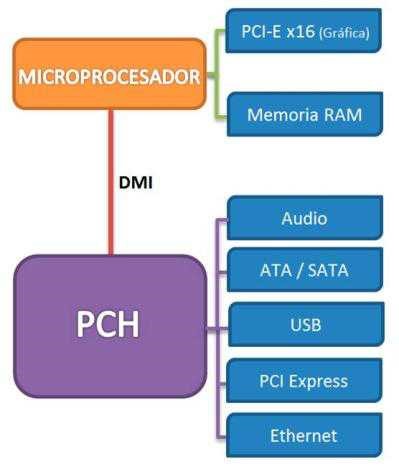 PCI-E x16 (Gráfica)
MICROPROCESADOR
Memoria RAM
DMI
Audio
ATA / SATA
PCH
USB
PCI Express
Ethernet